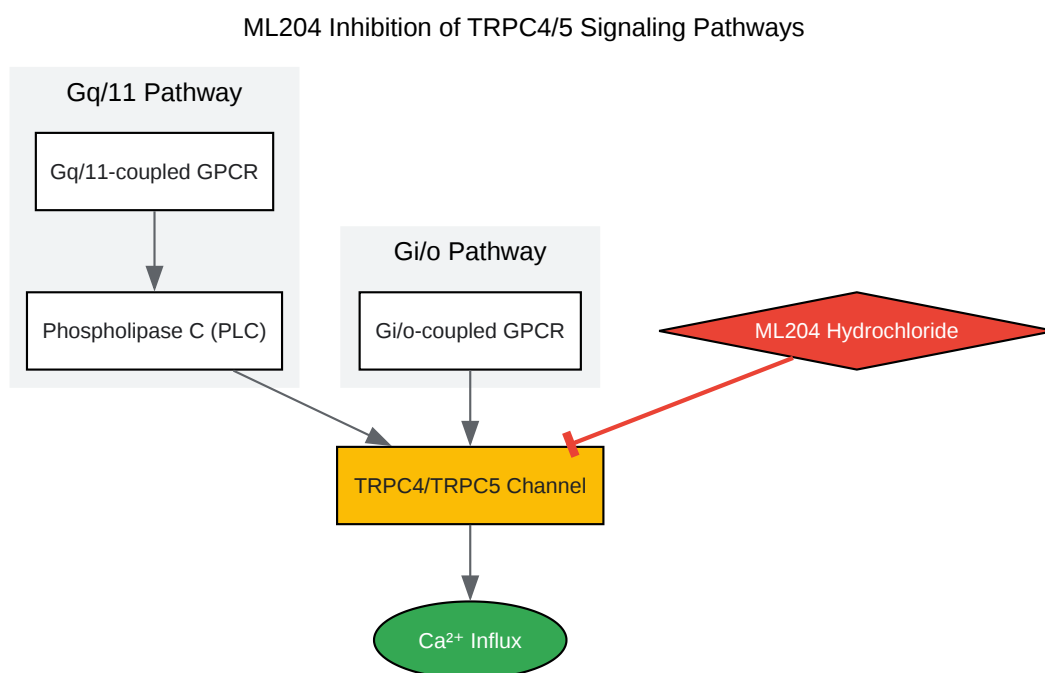 ML204 Inhibition of TRPC4/5 Signaling Pathways
Gq/11 Pathway
Gq/11-coupled GPCR
Phospholipase C (PLC)
Gi/o Pathway
Gi/o-coupled GPCR
ML204 Hydrochloride
TRPC4/TRPC5 Channel
Ca²⁺ Influx